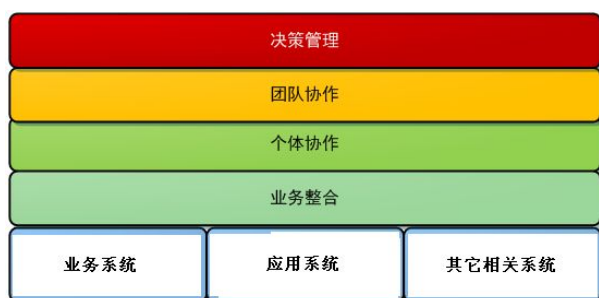 决策管理
团队协作
个体协作
业务整合
业务系统
应用系统
其它相关系统